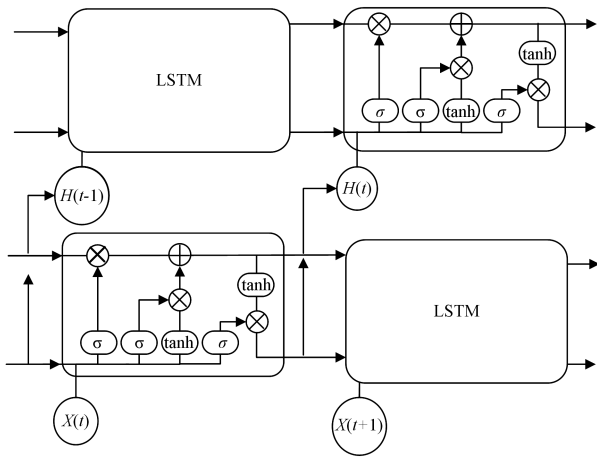 LSTM
tanh
σ σ tanh σ
H(t-1)
H(t)
tanh
LSTM
σ σ tanh σ
X(t)
X(t+1)